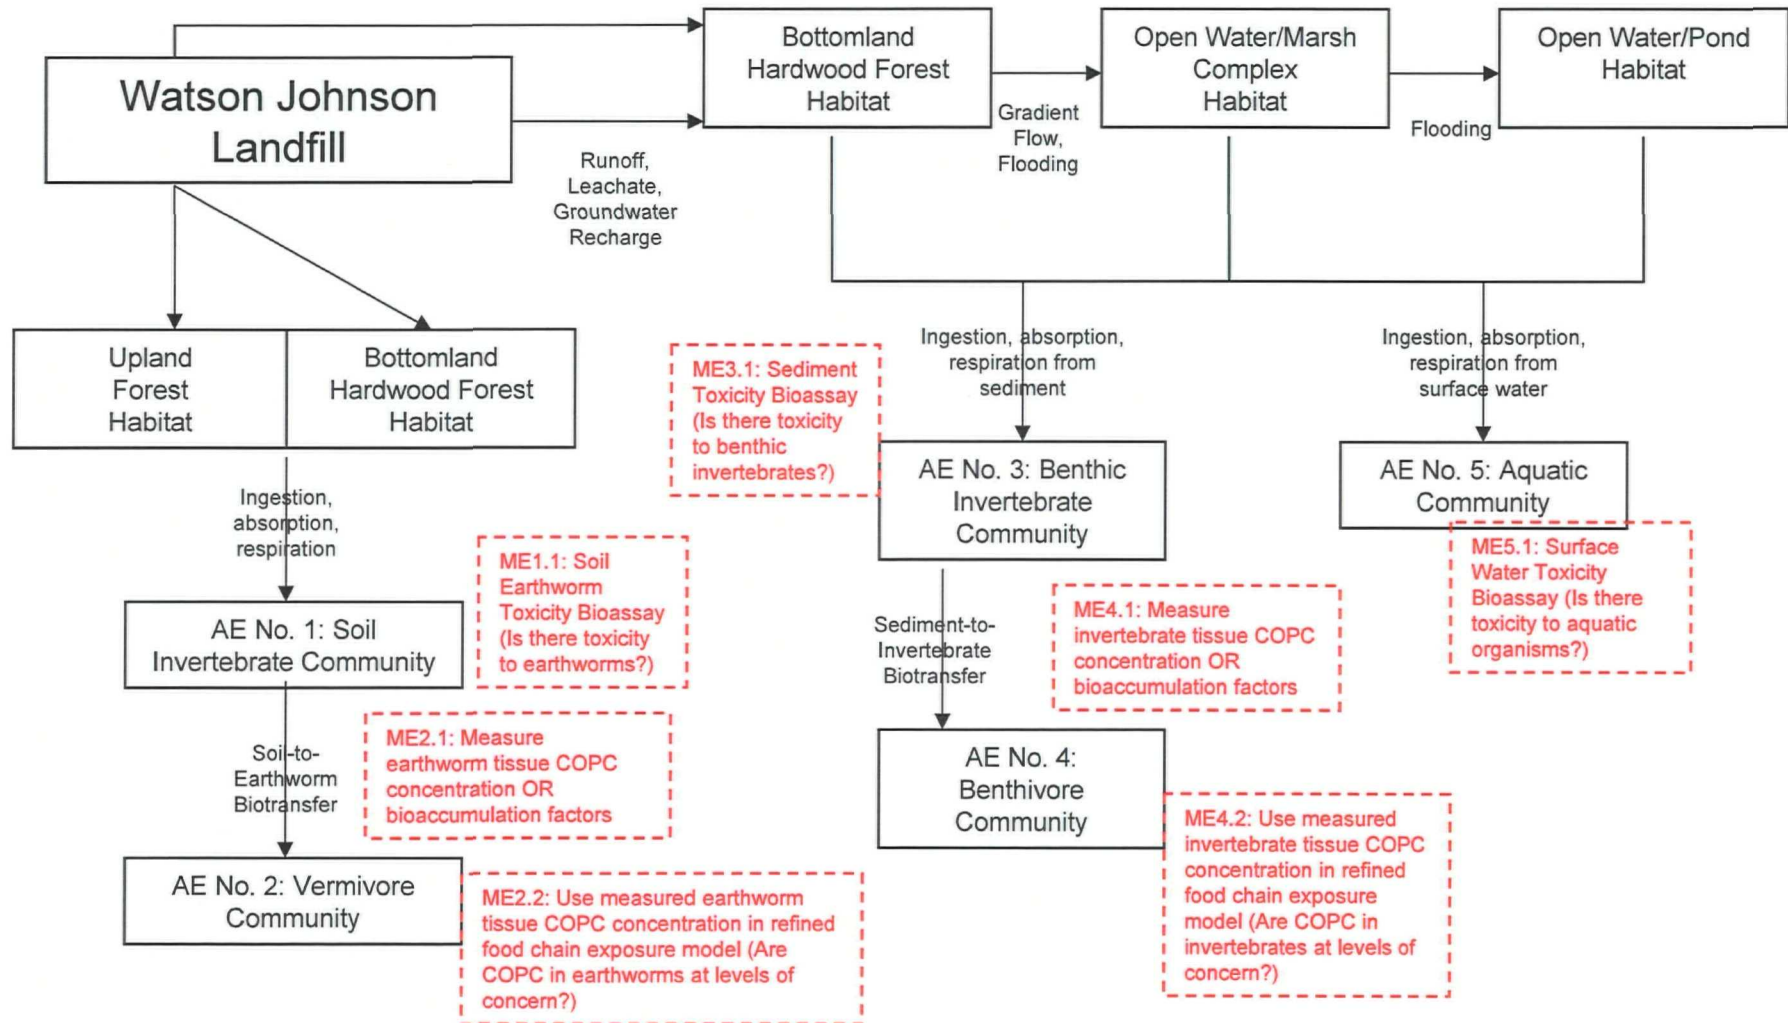 Watson Johnson
Landfill
Bottomland
Hardwood Forest
Habitat
Open Water/Marsh
Complex
Habitat
Open Water/Pond
Habitat
Runoff,
Leachate,
Groundwater
Recharge
Gradient
Flow,
Flooding
Flooding
Upland
Forest
Habitat
Bottomland
Hardwood Forest
Habitat
Ingestion,
absorption,
respiration
ME1.1: Soil
Earthworm
Toxicity Bioassay
(Is there toxicity
to earthworms?)
AE No. 1: Soil
Invertebrate Community
Soil-to-
Earthworm
Biotransfer
ME2.1: Measure
earthworm tissue COPC
concentration OR
bioaccumulation factors
AE No. 2: Vermivore
Community
ME2.2: Use measured earthworm
tissue COPC concentration in refined
food chain exposure model (Are
COPC in earthworms at levels of
concern?)
Ingestion, absorption,
respiration from
sediment
ME3.1: Sediment
Toxicity Bioassay
(Is there toxicity
to benthic
invertebrates?)
AE No. 3: Benthic
Invertebrate
Community
Sediment-to-
Invertebrate
Biotransfer
ME4.1: Measure
invertebrate tissue COPC
concentration OR
bioaccumulation factors
AE No. 4:
Benthivore
Community
ME4.2: Use measured
invertebrate tissue COPC
concentration in refined
food chain exposure
model (Are COPC in
invertebrates at levels of
concern?)
Ingestion, absorption,
respiration from
surface water
AE No. 5: Aquatic
Community
ME5.1: Surface
Water Toxicity
Bioassay (Is there
toxicity to aquatic
organisms?)